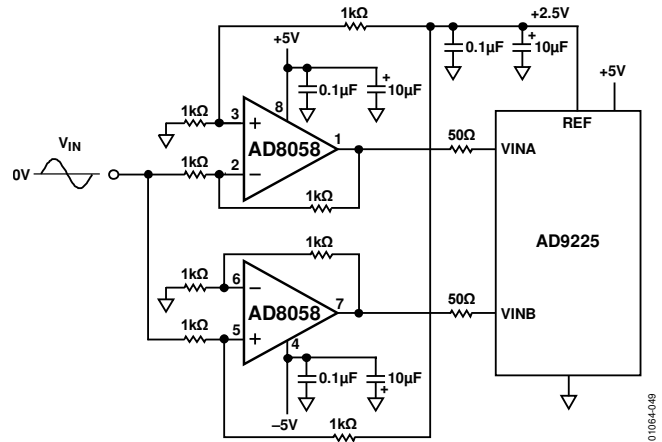 1kΩ
+2.5V
+5V
0.1µF
+
10µF
+5V
0.1µF
+
10µF
REF
1kΩ
3
+
8
AD8058
1
50Ω
VINA
VIN
0V
1kΩ
2
–
1kΩ
AD9225
1kΩ
1kΩ
6
–
AD8058
7
50Ω
VINB
1kΩ
5
+
4
0.1µF
10µF
+
–5V
1kΩ
01064-049